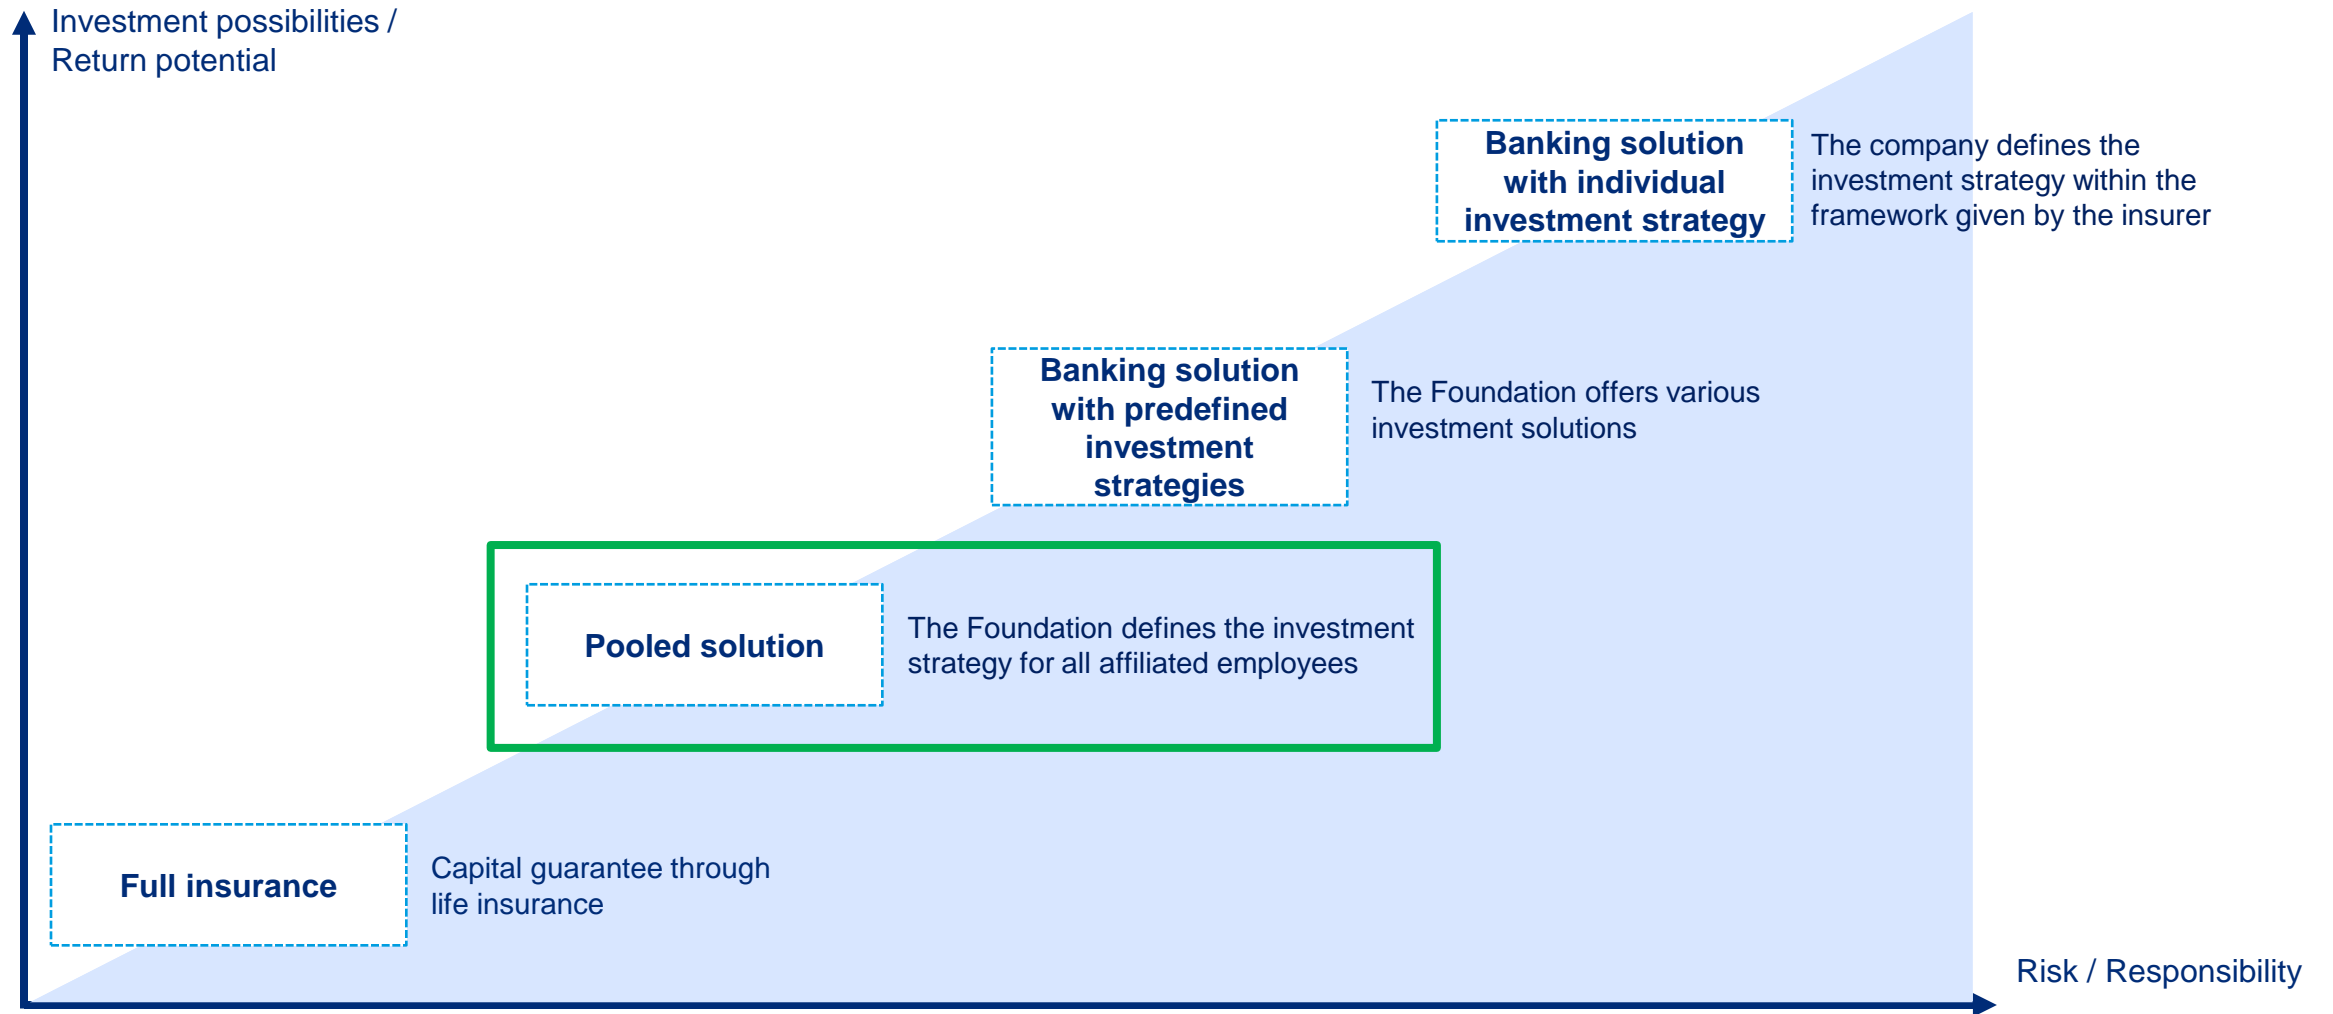 Investment possibilities /
Return potential
Banking solution
with individual
investment strategy
The company defines the
investment strategy within the
framework given by the insurer
Banking solution
with predefined
investment
strategies
The Foundation offers various
investment solutions
Pooled solution
The Foundation defines the investment
strategy for all affiliated employees
Full insurance
Capital guarantee through
life insurance
Risk / Responsibility